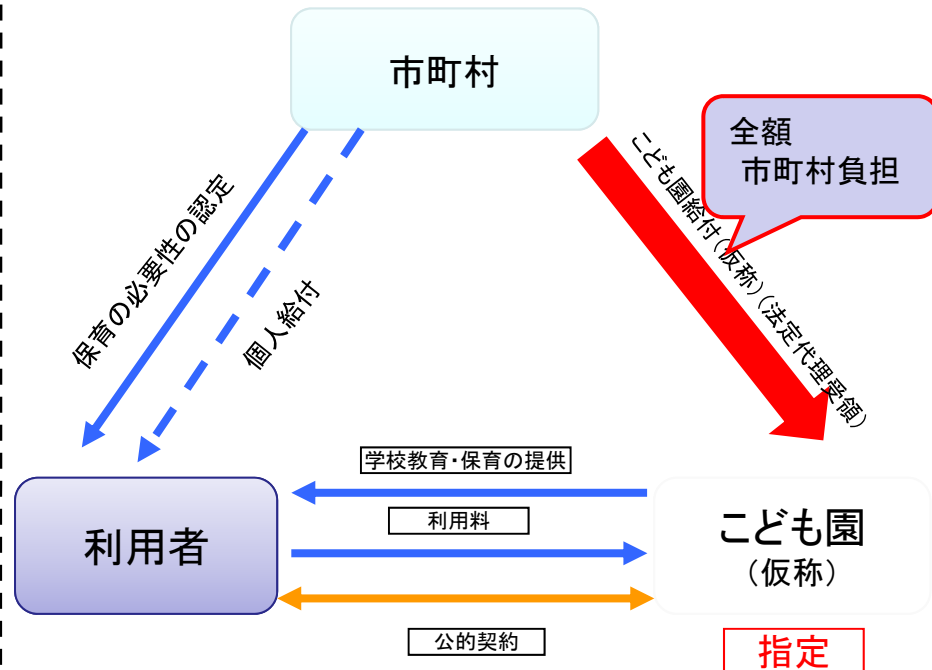 市町村
全額
市町村負担
こども園給付(仮称)(法定代理受領)
保育の必要性の認定
個人給付
学校教育・保育の提供
利用料
利用者
こども園
(仮称)
公的契約
指定